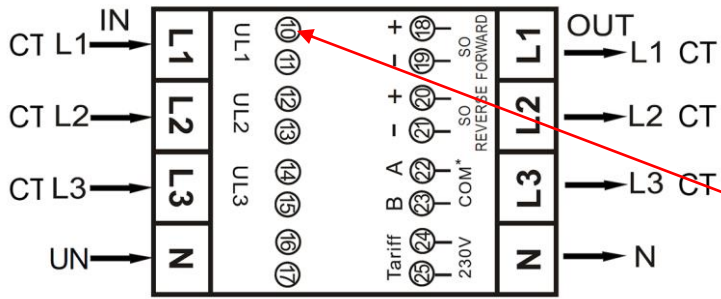 IN
CT L1
CT L2
CT L3
UN
L1
L2
L3
N
UL1
UL2
UL3
10
11
12
13
14
15
16
17
+ 18
- 19
SO FORWARD
+ 20
- 21
SO REVERSE
A 22
B 23
COM*
Tariff
24
25
230V
L1
L2
L3
N
OUT
L1 CT
L2 CT
L3 CT
N